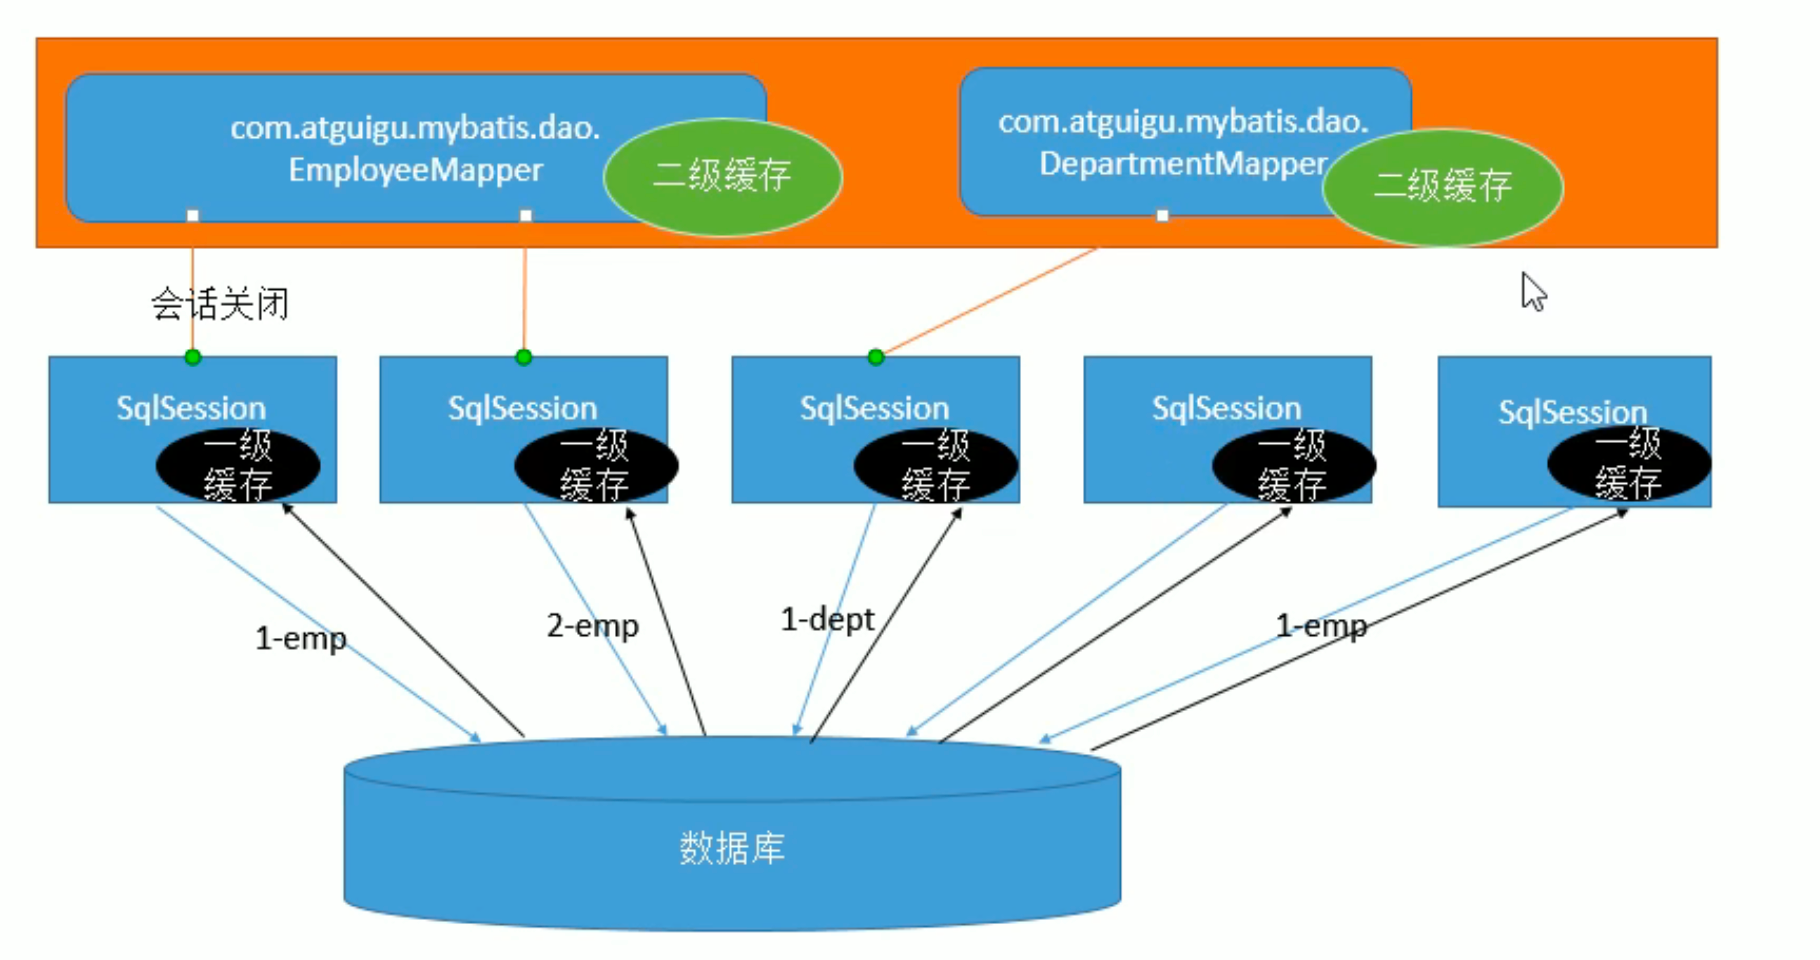 com.atguigu.mybatis.dao.
EmployeeMapper
二级缓存
com.atguigu.mybatis.dao.
DepartmentMapper
二级缓存
会话关闭
SqlSession
一级
缓存
SqlSession
一级
缓存
SqlSession
一级
缓存
SqlSession
一级
缓存
SqlSession
一级
缓存
1-emp
2-emp
1-dept
1-emp
数据库